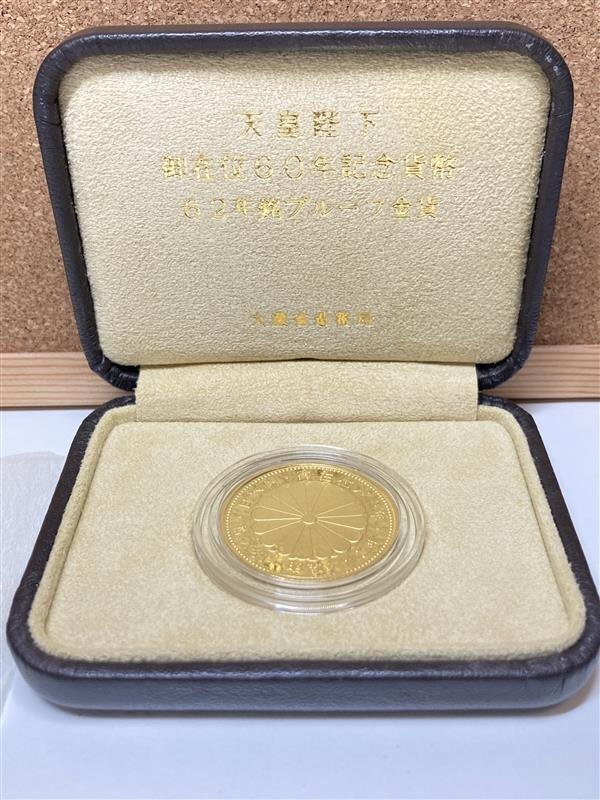 天皇陛下
御在位60年記念貨幣
62年銘プルーフ金貨
大蔵省造幣局